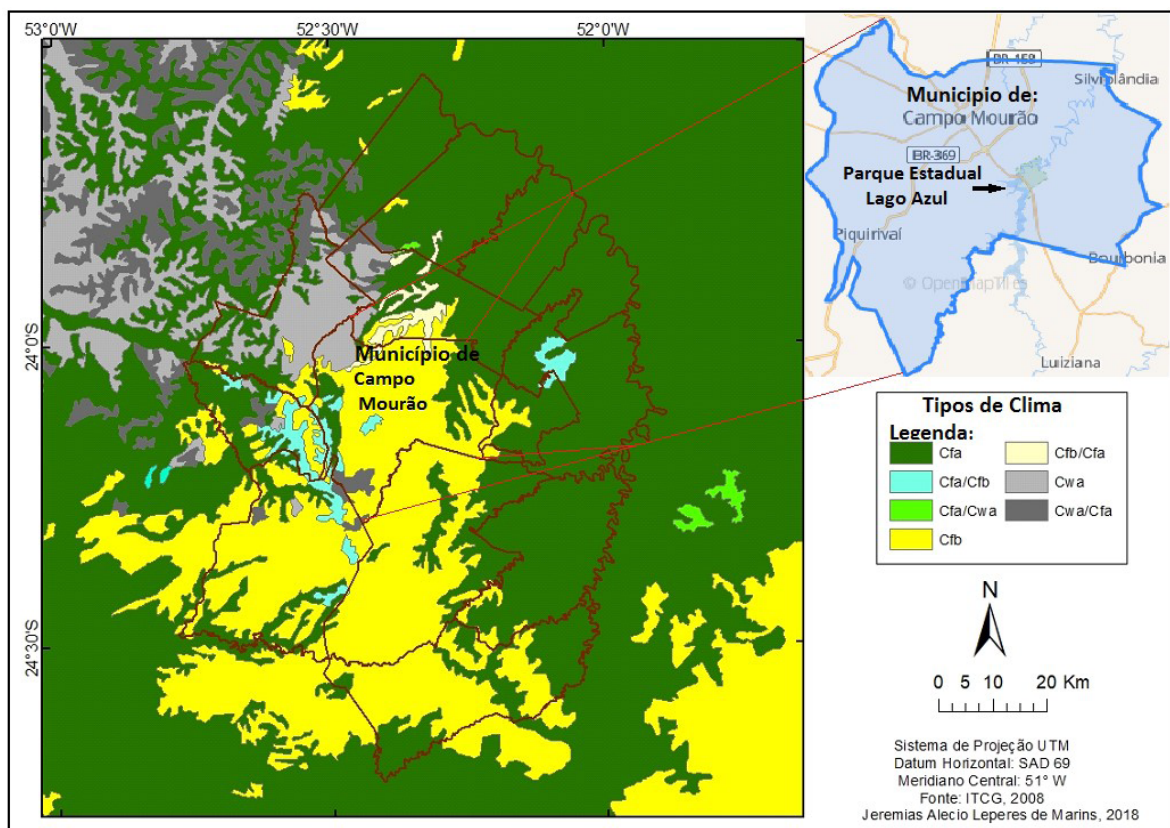 53°0'W
52°30'W
52°0'W
24°0'S
24°30'S
Município de
Campo
Mourão
BR-158
Silviolândia
Municipio de:
Campo Mourão
BR-369
Parque Estadual
Lago Azul
Piquirivaí
Bourbonia
© OpenMapTiles
Luiziana
Tipos de Clima
Legenda:
Cfa
Cfa/Cfb
Cfa/Cwa
Cfb
Cfb/Cfa
Cwa
Cwa/Cfa
N
0 5 10 20 Km
Sistema de Projeção UTM
Datum Horizontal: SAD 69
Meridiano Central: 51° W
Fonte: ITCG, 2008
Jeremias Alecio Leperes de Marins, 2018